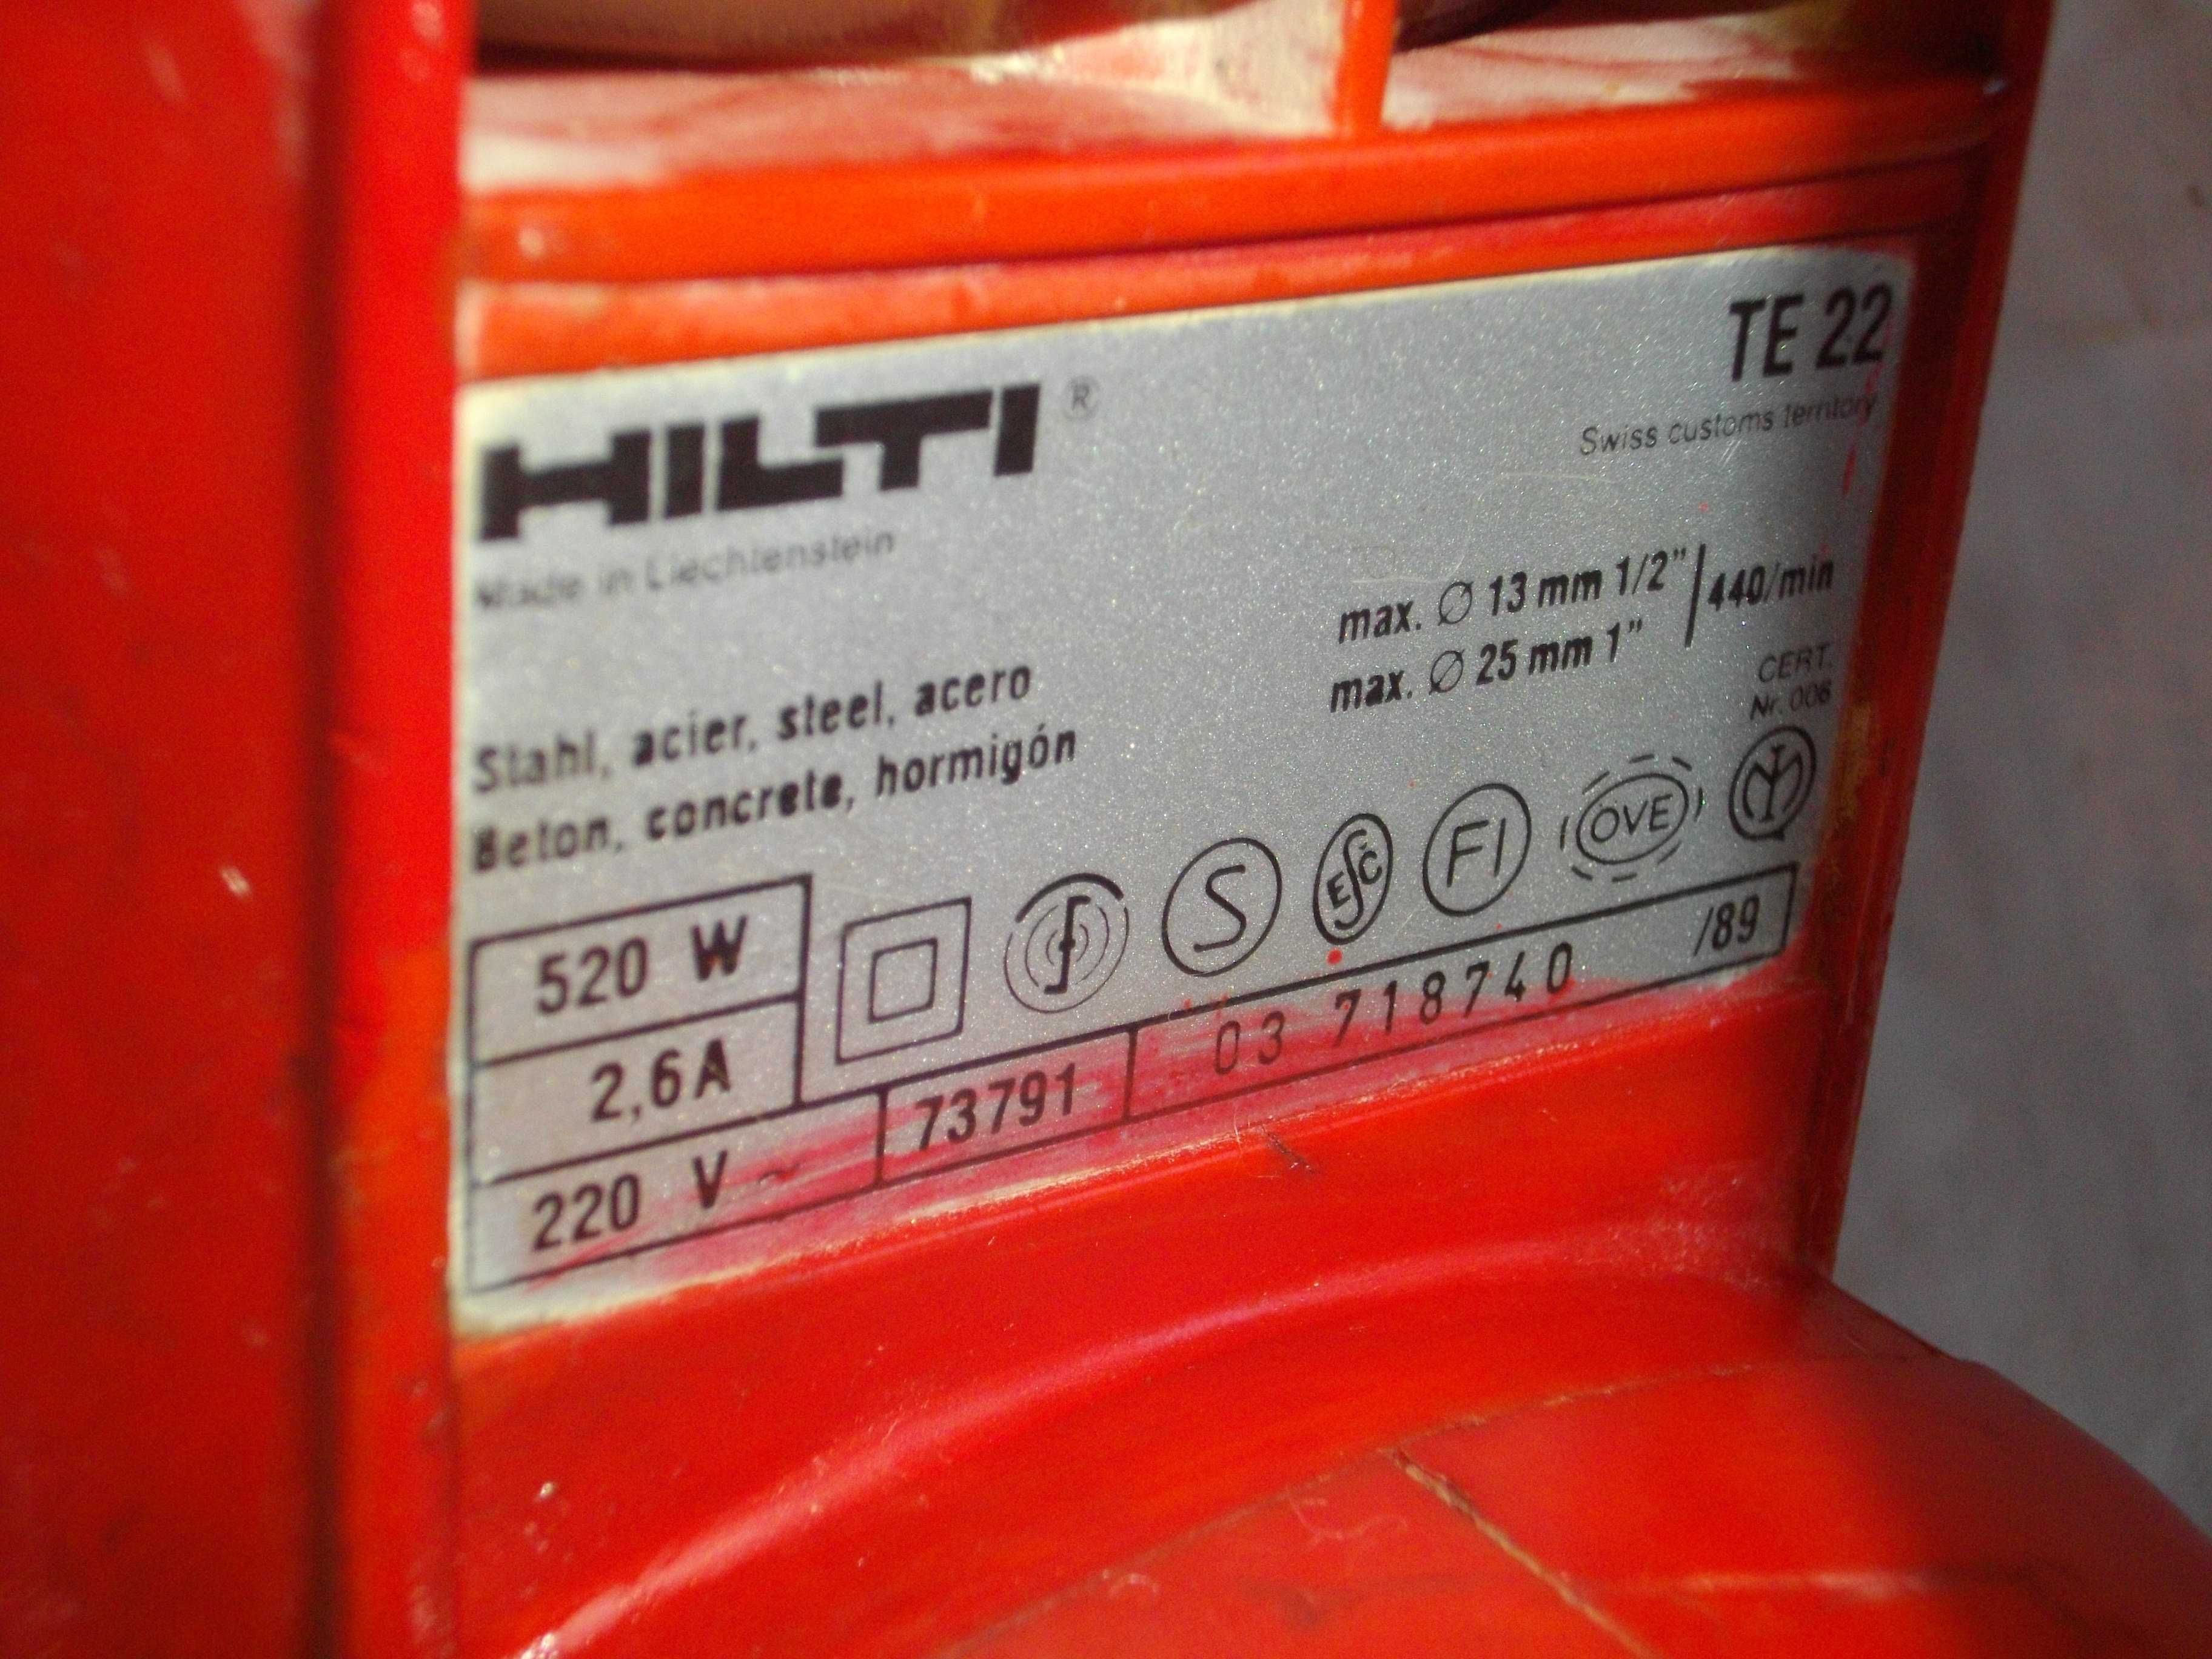 HILTI ®
TE 22
Made in Liechtenstein
Swiss customs territory
Stahl, acier, steel, acero
max. Ø 13 mm 1/2" 440/min
Beton, concrete, hormigón
max. Ø 25 mm 1"
CERT.
Nr. 006
S
ESČ
FI
OVE
520 W
2,6A
220 V ~
73791
03 718740 /89